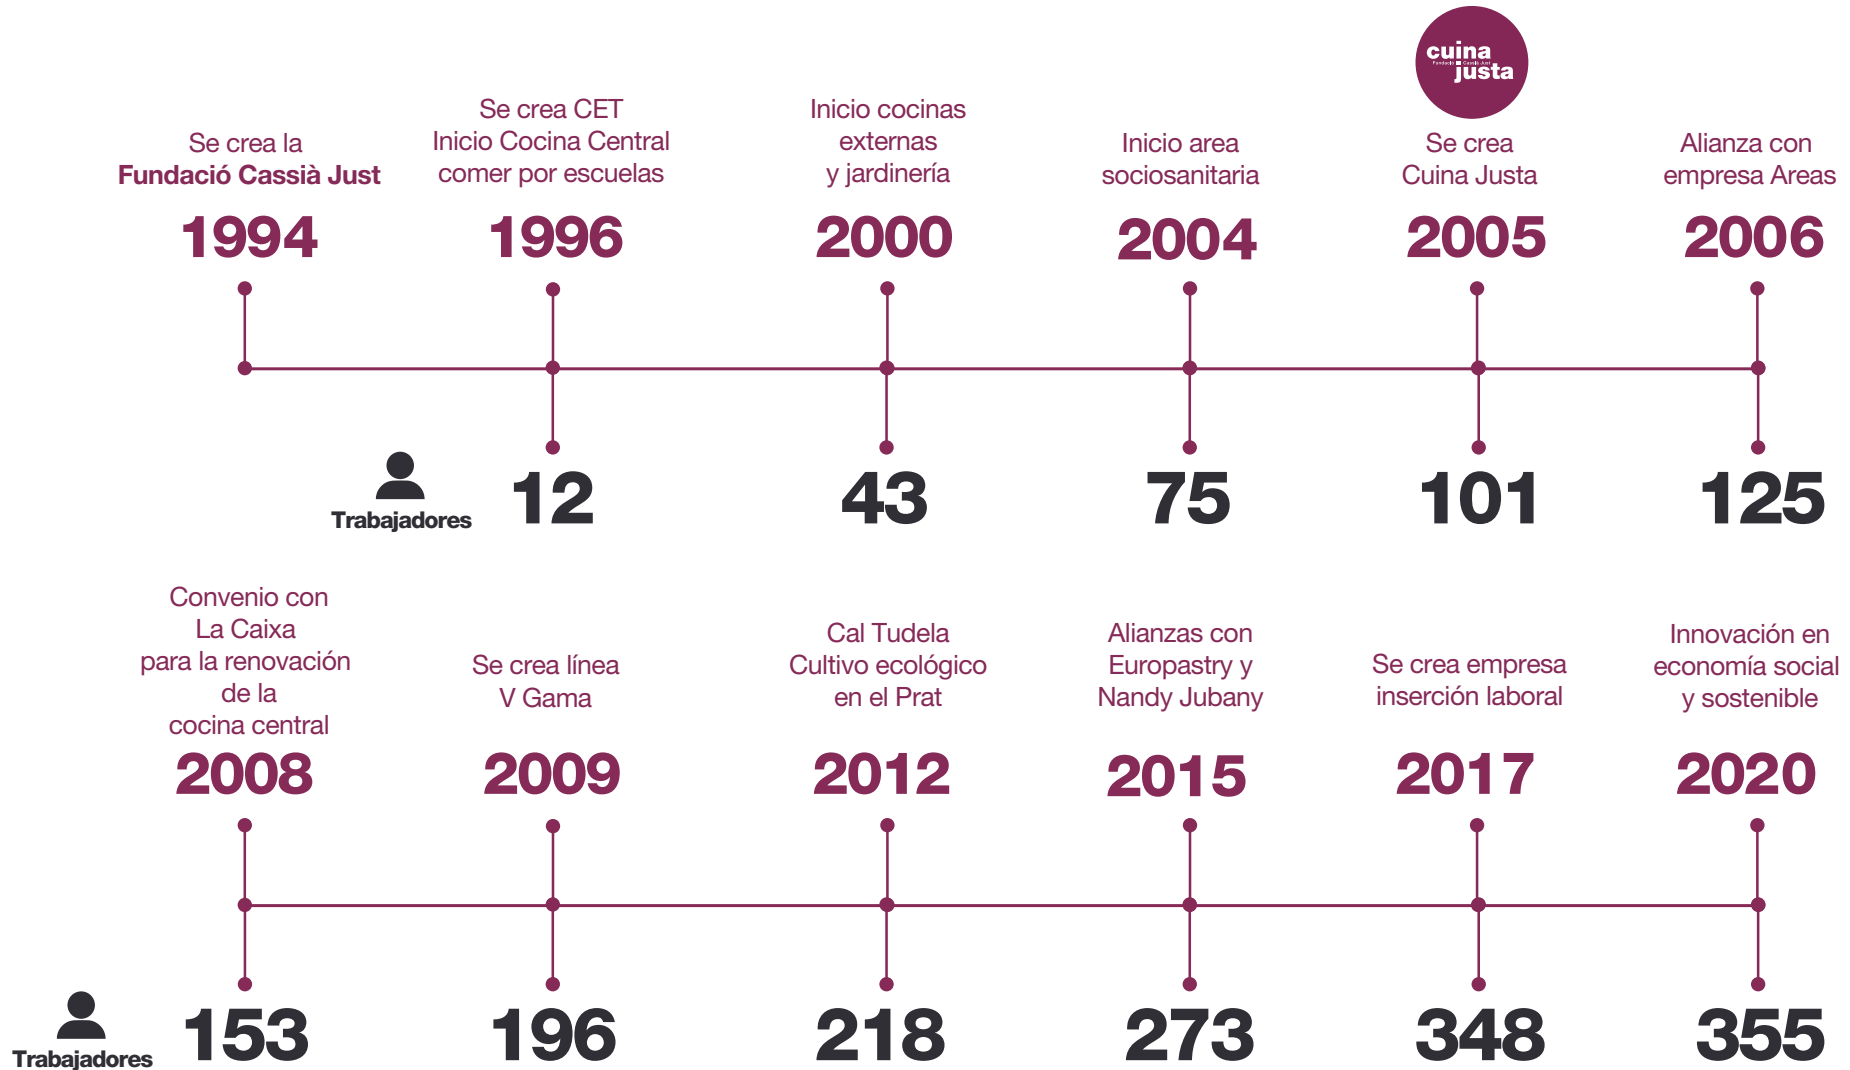 cuina
Fundació Cassià Just
justa
Se crea la
Fundació Cassià Just
1994
Se crea CET
Inicio Cocina Central
comer por escuelas
1996
Inicio cocinas
externas
y jardinería
2000
Inicio area
sociosanitaria
2004
Se crea
Cuina Justa
2005
Alianza con
empresa Areas
2006
Trabajadores
12
43
75
101
125
Convenio con
La Caixa
para la renovación
de la
cocina central
2008
Se crea línea
V Gama
2009
Cal Tudela
Cultivo ecológico
en el Prat
2012
Alianzas con
Europastry y
Nandy Jubany
2015
Se crea empresa
inserción laboral
2017
Innovación en
economía social
y sostenible
2020
Trabajadores
153
196
218
273
348
355